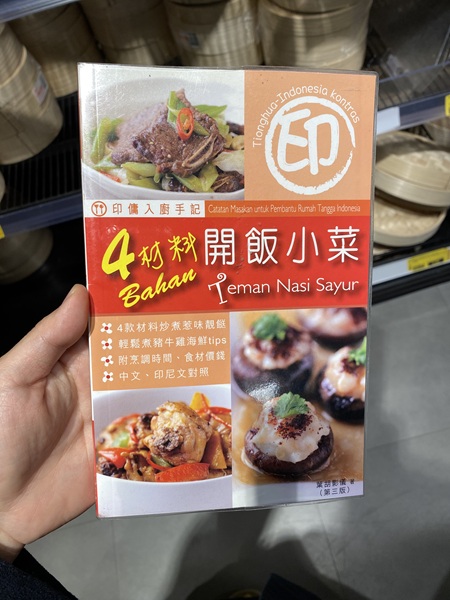 Tionghua-Indonesia kontras
印
印傭入廚手記
Catatan Masakan untuk Pembantu Rumah Tangga Indonesia
4材料
Bahan
開飯小菜
Teman Nasi Sayur
4款材料炒煮惹味靚餸
輕鬆煮豬牛雞海鮮tips
附烹調時間、食材價錢
中文、印尼文對照
著
（第三版）